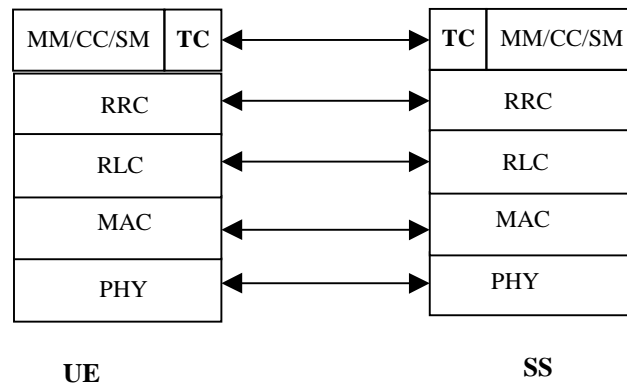 MM/CC/SM TC TC MM/CC/SM
RRC RRC
RLC RLC
MAC MAC
PHY PHY
UE SS